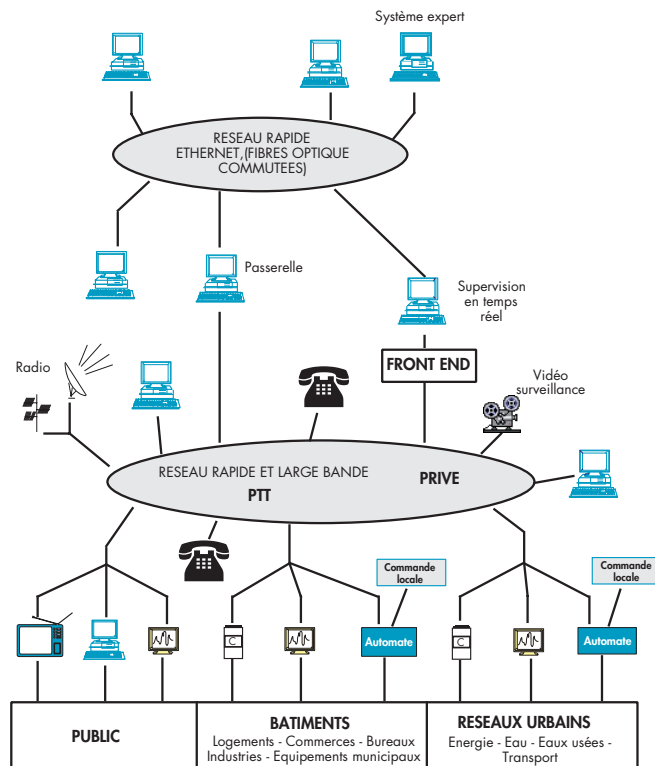 Système expert
RESEAU RAPIDE
ETHERNET,(FIBRES OPTIQUE
COMMUTEES)
Passerelle
Supervision
en temps
réel
FRONT END
Radio
Vidéo
surveillance
RESEAU RAPIDE ET LARGE BANDE
PRIVE
PTT
Commande
locale
Commande
locale
C
Automate
C
Automate
PUBLIC
BATIMENTS
Logements - Commerces - Bureaux
Industries - Equipements municipaux
RESEAUX URBAINS
Energie - Eau - Eaux usées -
Transport